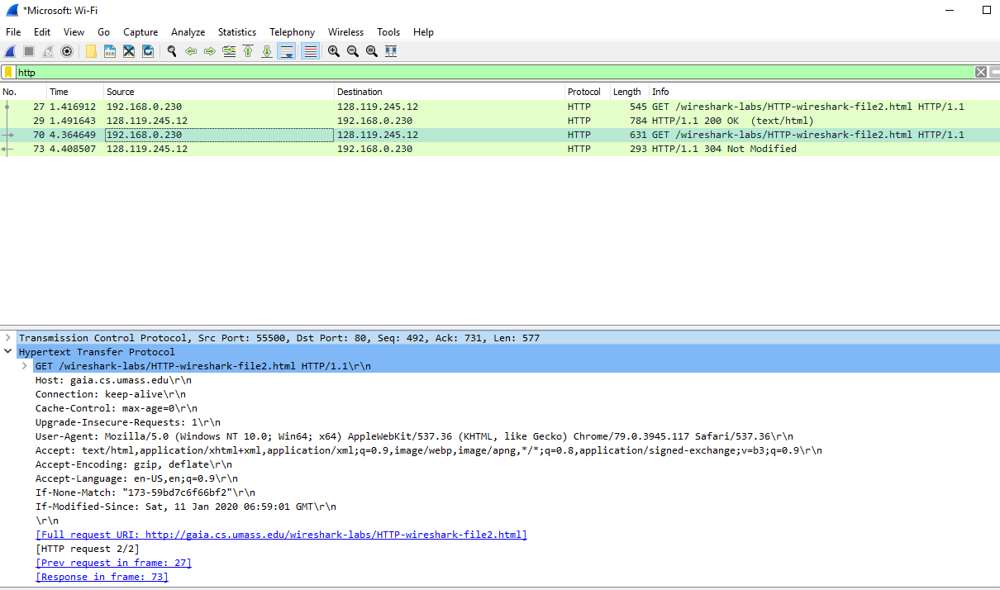 *Microsoft: Wi-Fi
File Edit View Go Capture Analyze Statistics Telephony Wireless Tools Help
http
No. Time Source Destination Protocol Length Info
27 1.416912 192.168.0.230 128.119.245.12 HTTP 545 GET /wireshark-labs/HTTP-wireshark-file2.html HTTP/1.1
29 1.491643 128.119.245.12 192.168.0.230 HTTP 784 HTTP/1.1 200 OK (text/html)
70 4.364649 192.168.0.230 128.119.245.12 HTTP 631 GET /wireshark-labs/HTTP-wireshark-file2.html HTTP/1.1
73 4.408507 128.119.245.12 192.168.0.230 HTTP 293 HTTP/1.1 304 Not Modified
Transmission Control Protocol, Src Port: 55500, Dst Port: 80, Seq: 492, Ack: 731, Len: 577
Hypertext Transfer Protocol
GET /wireshark-labs/HTTP-wireshark-file2.html HTTP/1.1\r\n
Host: gaia.cs.umass.edu\r\n
Connection: keep-alive\r\n
Cache-Control: max-age=0\r\n
Upgrade-Insecure-Requests: 1\r\n
User-Agent: Mozilla/5.0 (Windows NT 10.0; Win64; x64) AppleWebKit/537.36 (KHTML, like Gecko) Chrome/79.0.3945.117 Safari/537.36\r\n
Accept: text/html,application/xhtml+xml,application/xml;q=0.9,image/webp,image/apng,*/*;q=0.8,application/signed-exchange;v=b3;q=0.9\r\n
Accept-Encoding: gzip, deflate\r\n
Accept-Language: en-US,en;q=0.9\r\n
If-None-Match: "173-59bd7c6f66bf2"\r\n
If-Modified-Since: Sat, 11 Jan 2020 06:59:01 GMT\r\n
\r\n
[Full request URI: http://gaia.cs.umass.edu/wireshark-labs/HTTP-wireshark-file2.html]
[HTTP request 2/2]
[Prev request in frame: 27]
[Response in frame: 73]